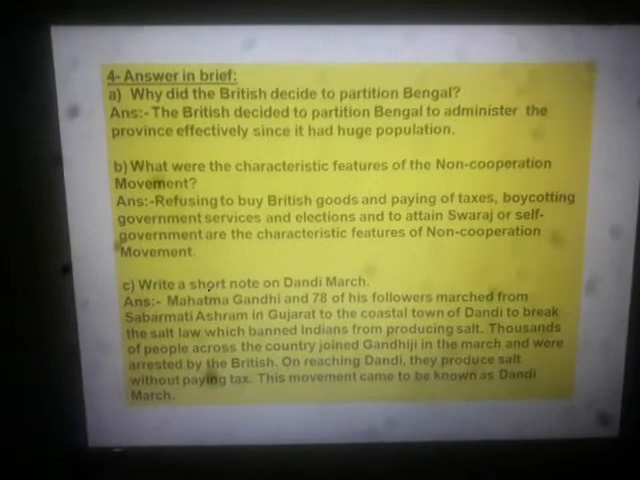 4- Answer in brief:
a) Why did the British decide to partition Bengal?
Ans:- The British decided to partition Bengal to administer the
province effectively since it had huge population.
b) What were the characteristic features of the Non-cooperation
Movement?
Ans:-Refusing to buy British goods and paying of taxes, boycotting
government services and elections and to attain Swaraj or self-
government are the characteristic features of Non-cooperation
Movement.
c) Write a short note on Dandi March.
Ans:- Mahatma Gandhi and 78 of his followers marched from
Sabarmati Ashram in Gujarat to the coastal town of Dandi to break
the salt law which banned Indians from producing salt. Thousands
of people across the country joined Gandhiji in the march and were
arrested by the British. On reaching Dandi, they produce salt
without paying tax. This movement came to be known as Dandi
March.